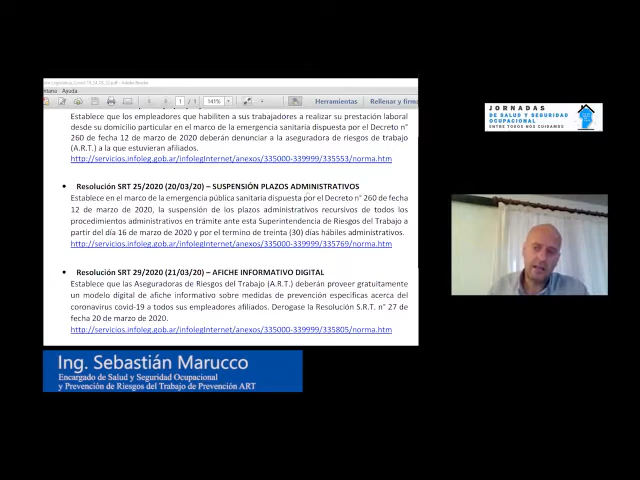 Ayuda
1 / 1
141%
Herramientas
Rellenar y firma
Establece que los empleadores que habiliten a sus trabajadores a realizar su prestación laboral
desde su domicilio particular en el marco de la emergencia sanitaria dispuesta por el Decreto n°
260 de fecha 12 de marzo de 2020 deberán denunciar a la aseguradora de riesgos de trabajo
(A.R.T.) a la que estuvieran afiliados.
http://servicios.infoleg.gob.ar/infolegInternet/anexos/335000-339999/335553/norma.htm
• Resolución SRT 25/2020 (20/03/20) – SUSPENSIÓN PLAZOS ADMINISTRATIVOS
Establece en el marco de la emergencia pública sanitaria dispuesta por el Decreto n° 260 de fecha
12 de marzo de 2020, la suspensión de los plazos administrativos recursivos de todos los
procedimientos administrativos en trámite ante esta Superintendencia de Riesgos del Trabajo a
partir del día 16 de marzo de 2020 y por el termino de treinta (30) días hábiles administrativos.
http://servicios.infoleg.gob.ar/infolegInternet/anexos/335000-339999/335769/norma.htm
• Resolución SRT 29/2020 (21/03/20) – AFICHE INFORMATIVO DIGITAL
Establece que las Aseguradoras de Riesgos del Trabajo (A.R.T.) deberán proveer gratuitamente
un modelo digital de afiche informativo sobre medidas de prevención especificas acerca del
coronavirus covid-19 a todos sus empleadores afiliados. Derogase la Resolución S.R.T. n° 27 de
fecha 20 de marzo de 2020.
http://servicios.infoleg.gob.ar/infolegInternet/anexos/335000-339999/335805/norma.htm
Ing. Sebastián Marucco
Encargado de Salud y Seguridad Ocupacional
y Prevención de Riesgos del Trabajo de Prevención ART
JORNADAS
DE SALUD Y SEGURIDAD
OCUPACIONAL
ENTRE TODOS NOS CUIDAMOS